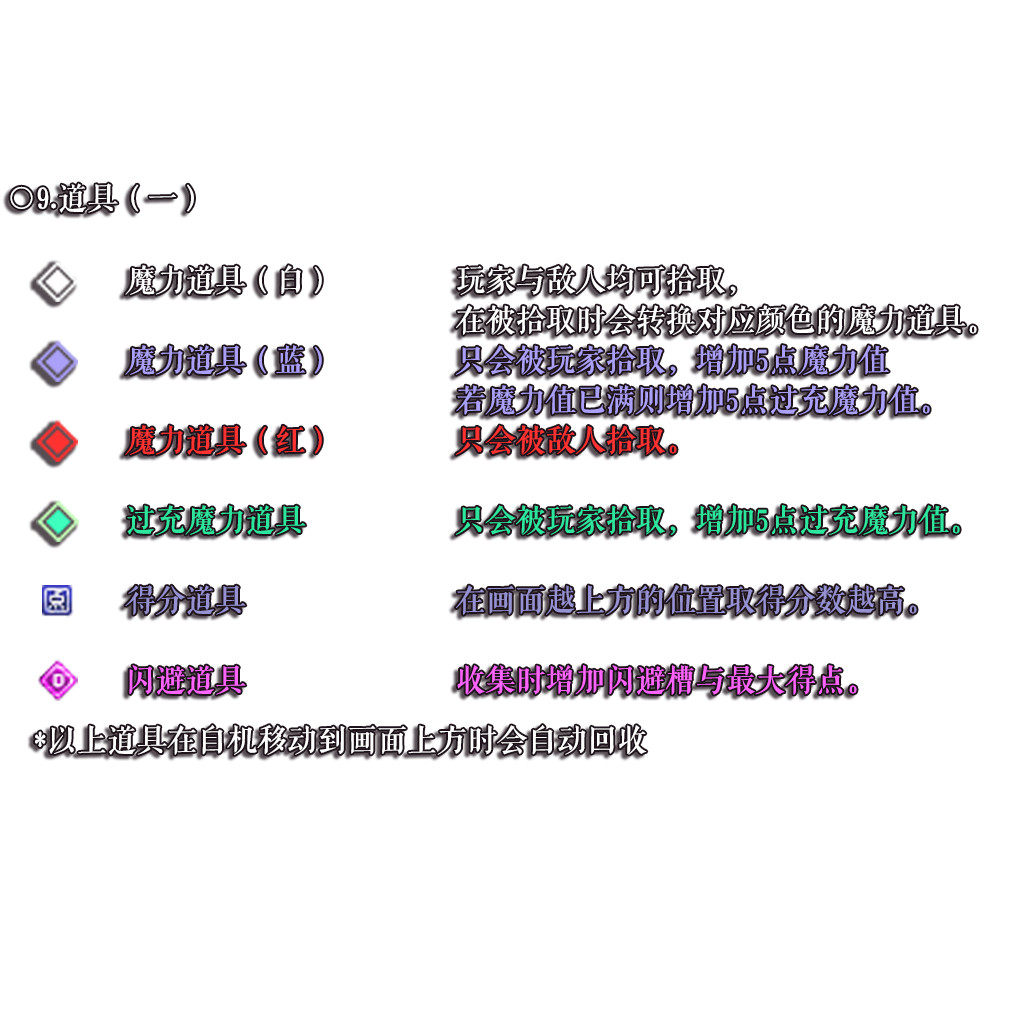 ◎9.道具（一）
魔力道具（白） 玩家与敌人均可拾取，
在被拾取时会转换对应颜色的魔力道具。
魔力道具（蓝） 只会被玩家拾取，增加5点魔力值
若魔力值已满则增加5点过充魔力值。
魔力道具（红） 只会被敌人拾取。
过充魔力道具 只会被玩家拾取，增加5点过充魔力值。
点 得分道具 在画面越上方的位置取得分数越高。
D 闪避道具 收集时增加闪避槽与最大得点。
*以上道具在自机移动到画面上方时会自动回收